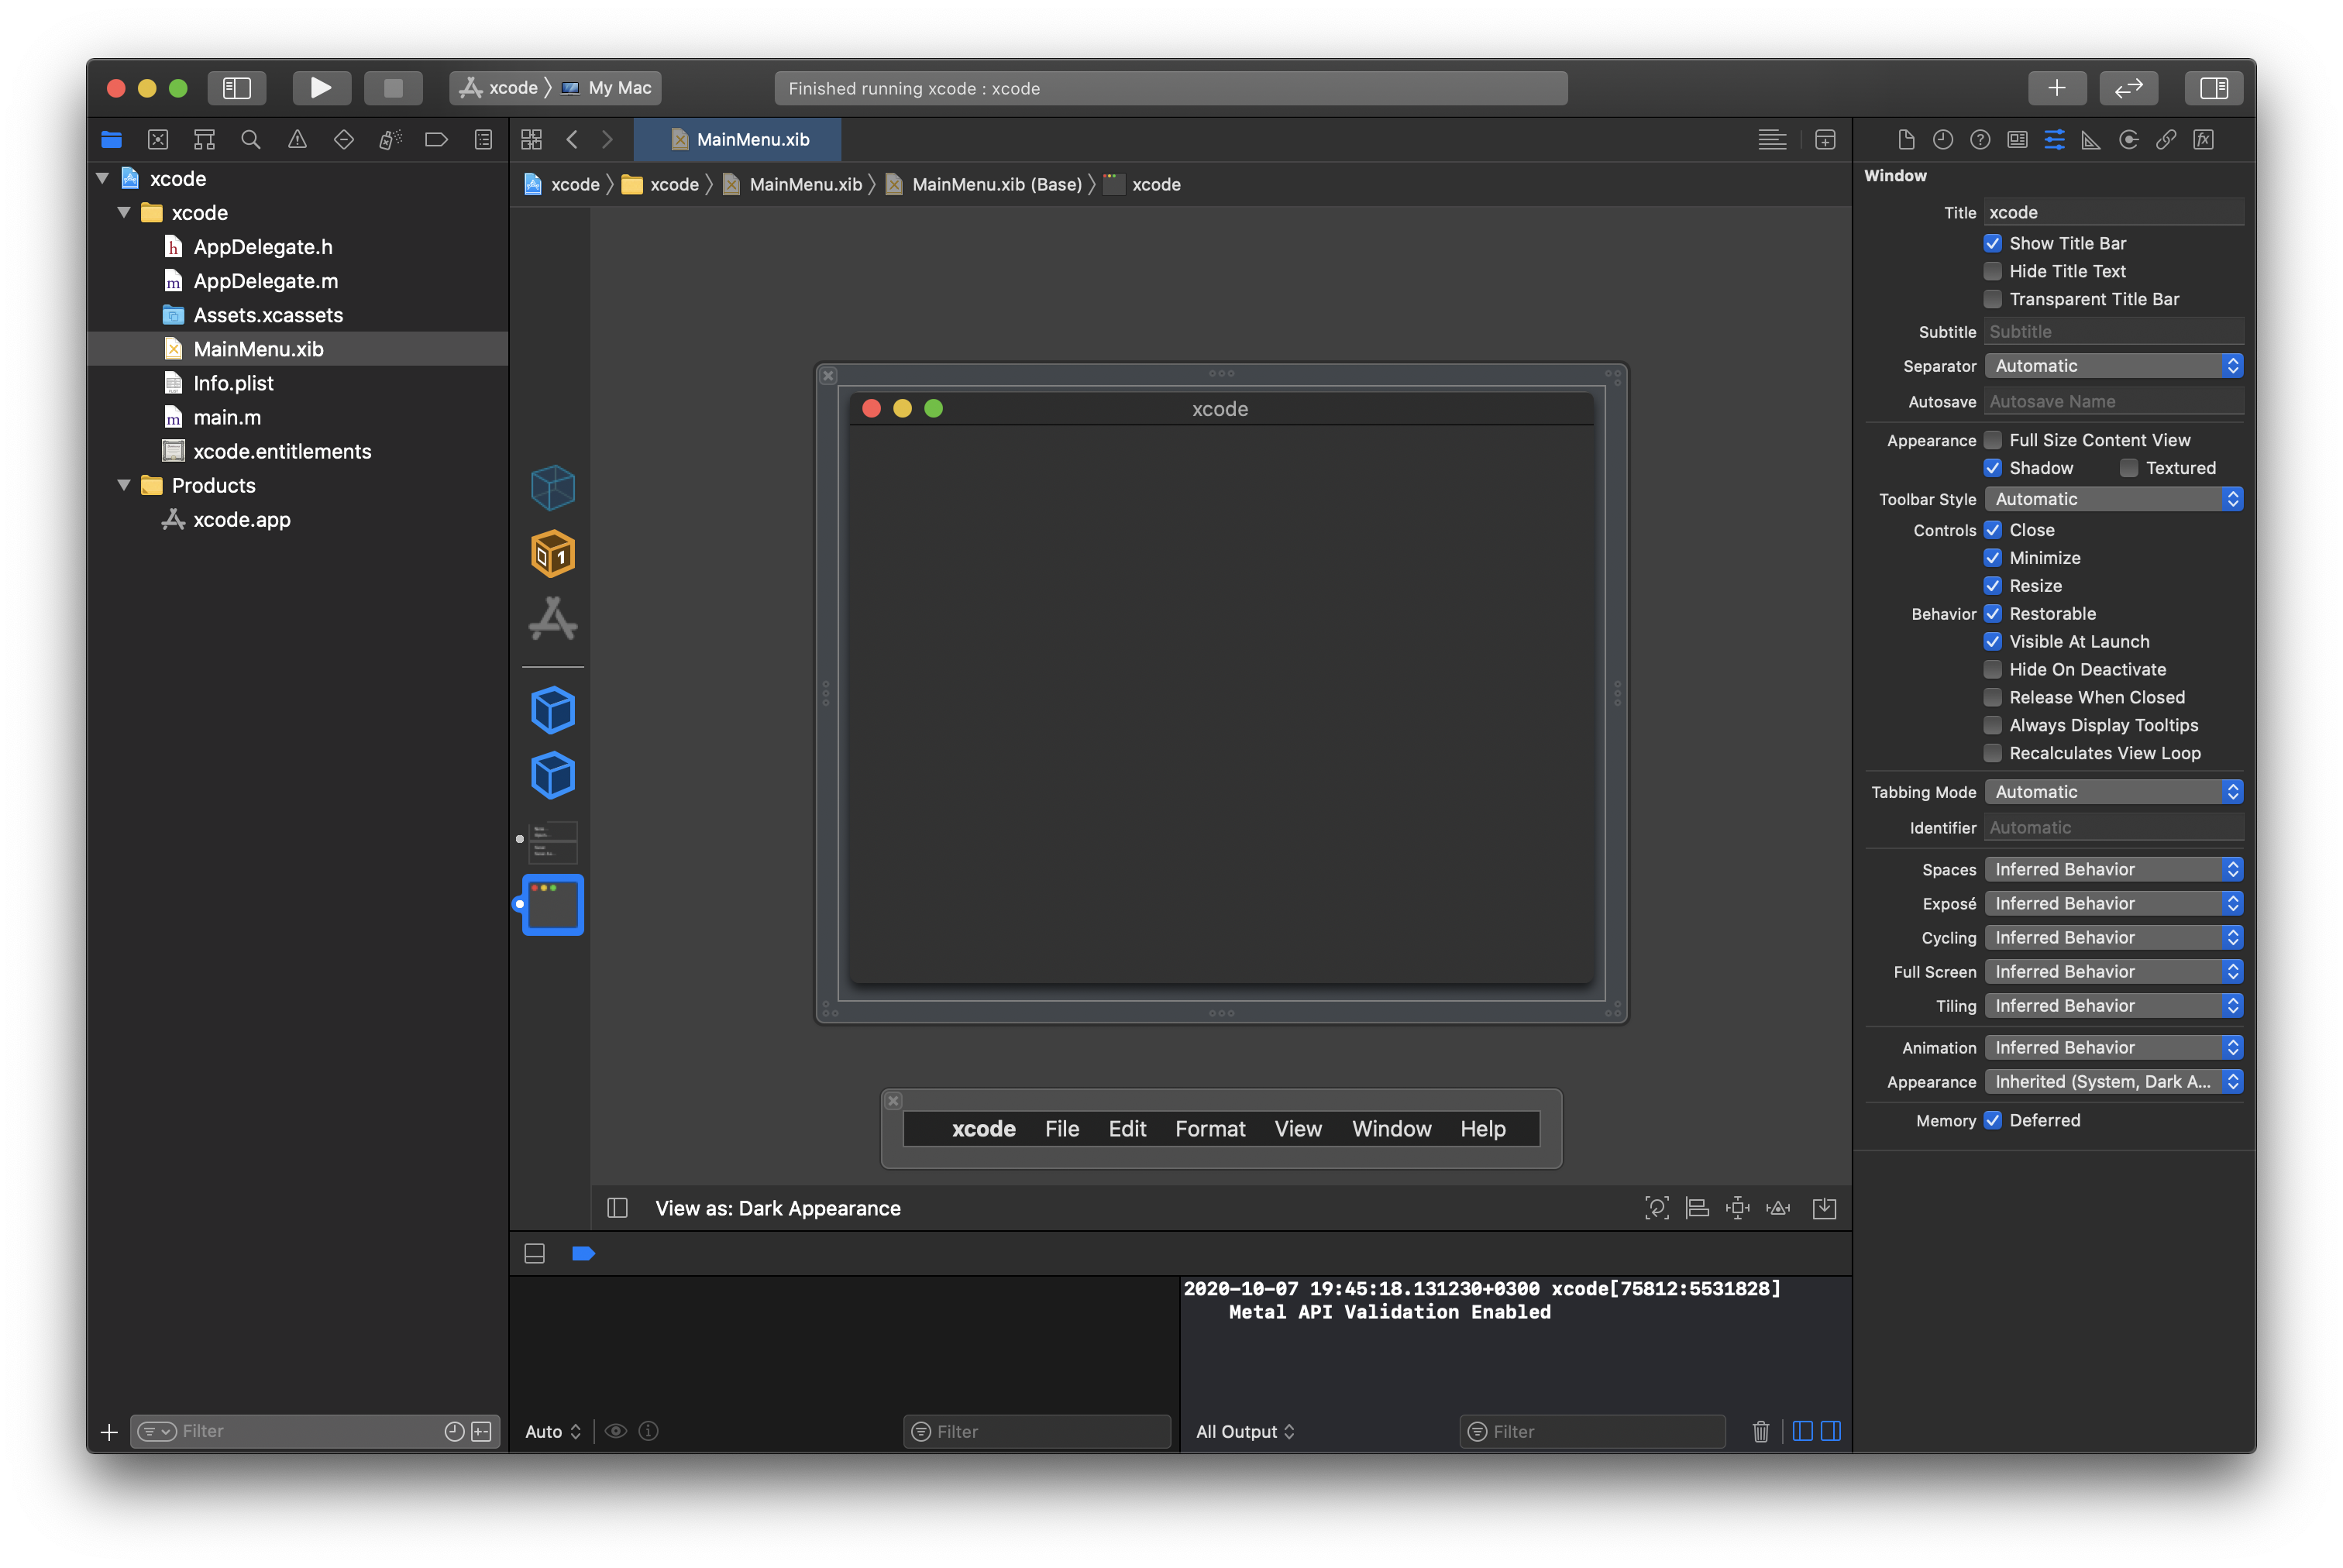 xcode My Mac
Finished running xcode : xcode
xcode
xcode
AppDelegate.h
AppDelegate.m
Assets.xcassets
MainMenu.xib
Info.plist
main.m
xcode.entitlements
Products
xcode.app
Filter
MainMenu.xib
xcode xcode MainMenu.xib MainMenu.xib (Base) xcode
xcode
xcode File Edit Format View Window Help
View as: Dark Appearance
Auto
Filter
2020-10-07 19:45:18.131230+0300 xcode[75812:5531828]
Metal API Validation Enabled
All Output
Filter
Window
Title xcode
Show Title Bar
Hide Title Text
Transparent Title Bar
Subtitle Subtitle
Separator Automatic
Autosave Autosave Name
Appearance Full Size Content View
Shadow Textured
Toolbar Style Automatic
Controls Close
Minimize
Resize
Behavior Restorable
Visible At Launch
Hide On Deactivate
Release When Closed
Always Display Tooltips
Recalculates View Loop
Tabbing Mode Automatic
Identifier Automatic
Spaces Inferred Behavior
Exposé Inferred Behavior
Cycling Inferred Behavior
Full Screen Inferred Behavior
Tiling Inferred Behavior
Animation Inferred Behavior
Appearance Inherited (System, Dark A...
Memory Deferred